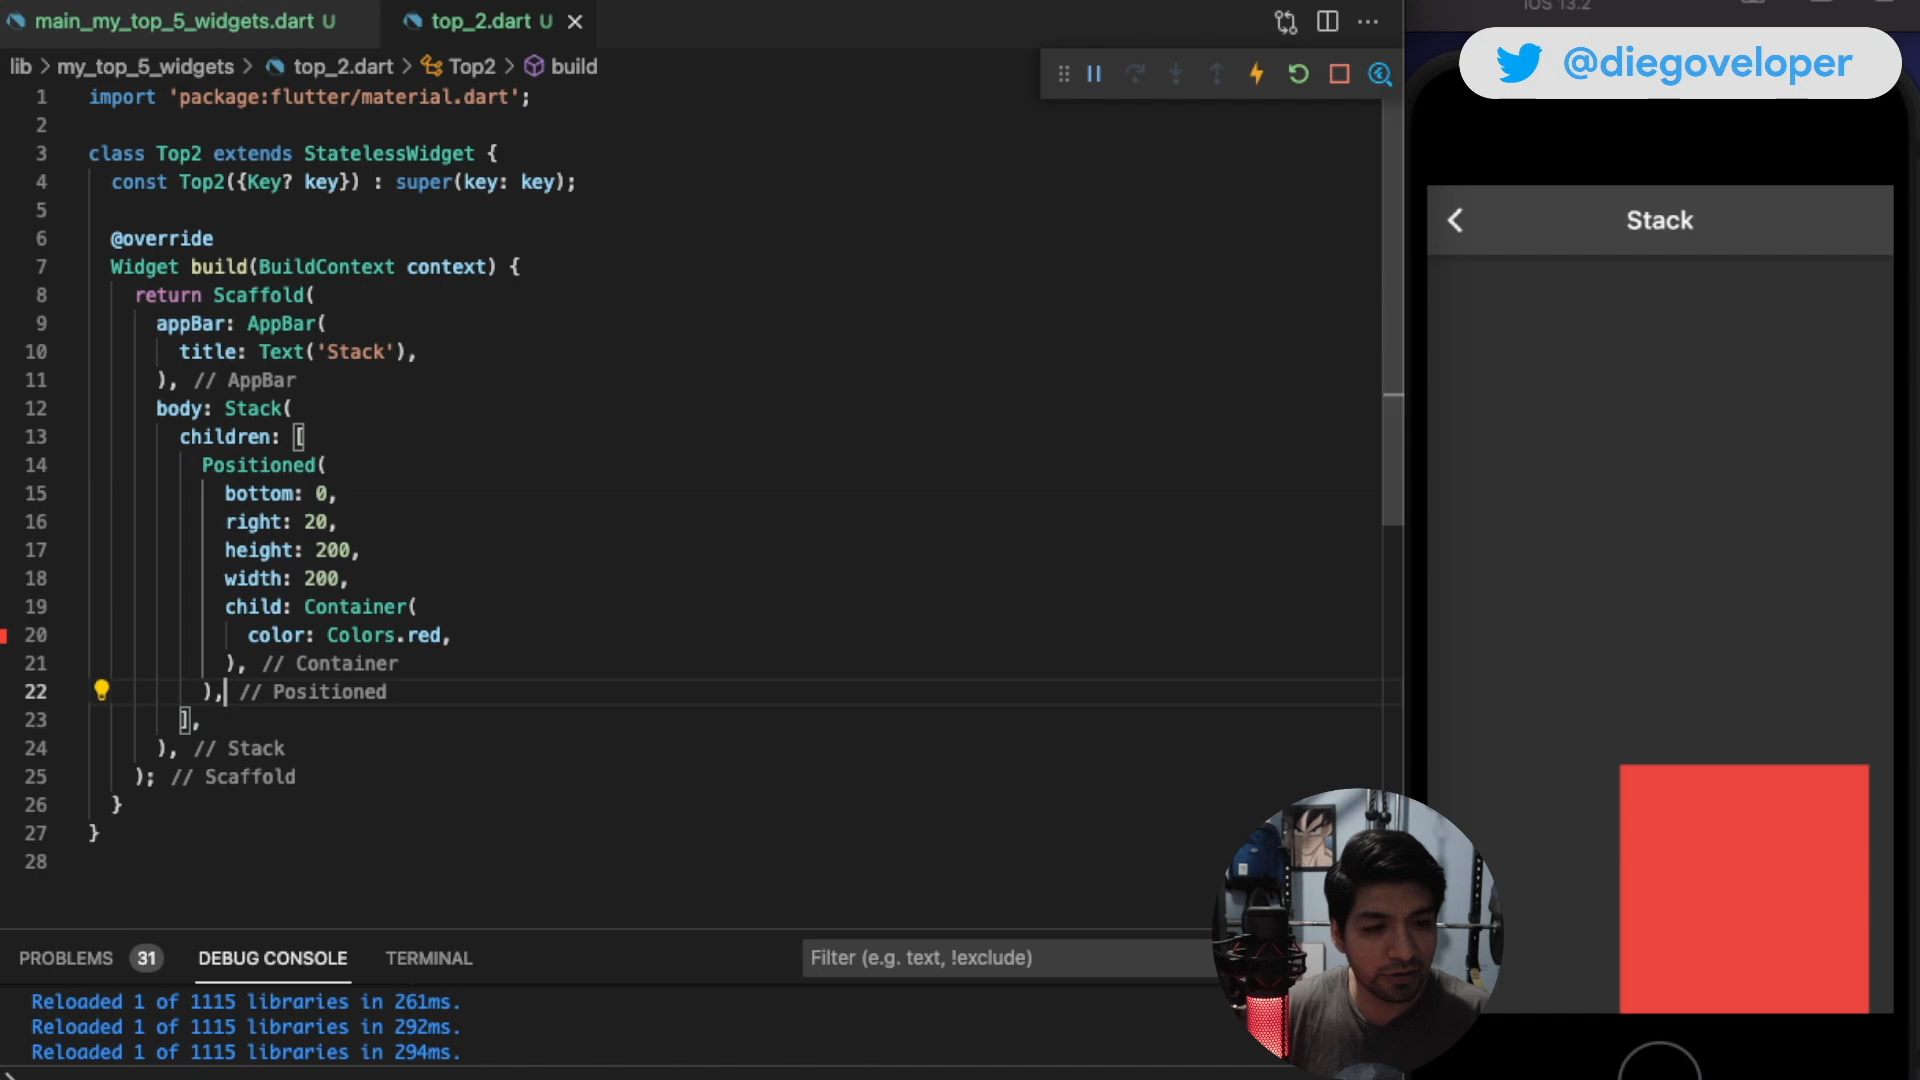 main_my_top_5_widgets.dart U
top_2.dart U
iOS 13.2
@diegoveloper
lib > my_top_5_widgets > top_2.dart > Top2 > build
1 import 'package:flutter/material.dart';
2
3 class Top2 extends StatelessWidget {
4 const Top2({Key? key}) : super(key: key);
5
6 @override
7 Widget build(BuildContext context) {
8 return Scaffold(
9 appBar: AppBar(
10 title: Text('Stack'),
11 ), // AppBar
12 body: Stack(
13 children: [
14 Positioned(
15 bottom: 0,
16 right: 20,
17 height: 200,
18 width: 200,
19 child: Container(
20 color: Colors.red,
21 ), // Container
22 ), // Positioned
23 ],
24 ), // Stack
25 ); // Scaffold
26 }
27 }
28
Stack
PROBLEMS 31 DEBUG CONSOLE TERMINAL
Filter (e.g. text, !exclude)
Reloaded 1 of 1115 libraries in 261ms.
Reloaded 1 of 1115 libraries in 292ms.
Reloaded 1 of 1115 libraries in 294ms.